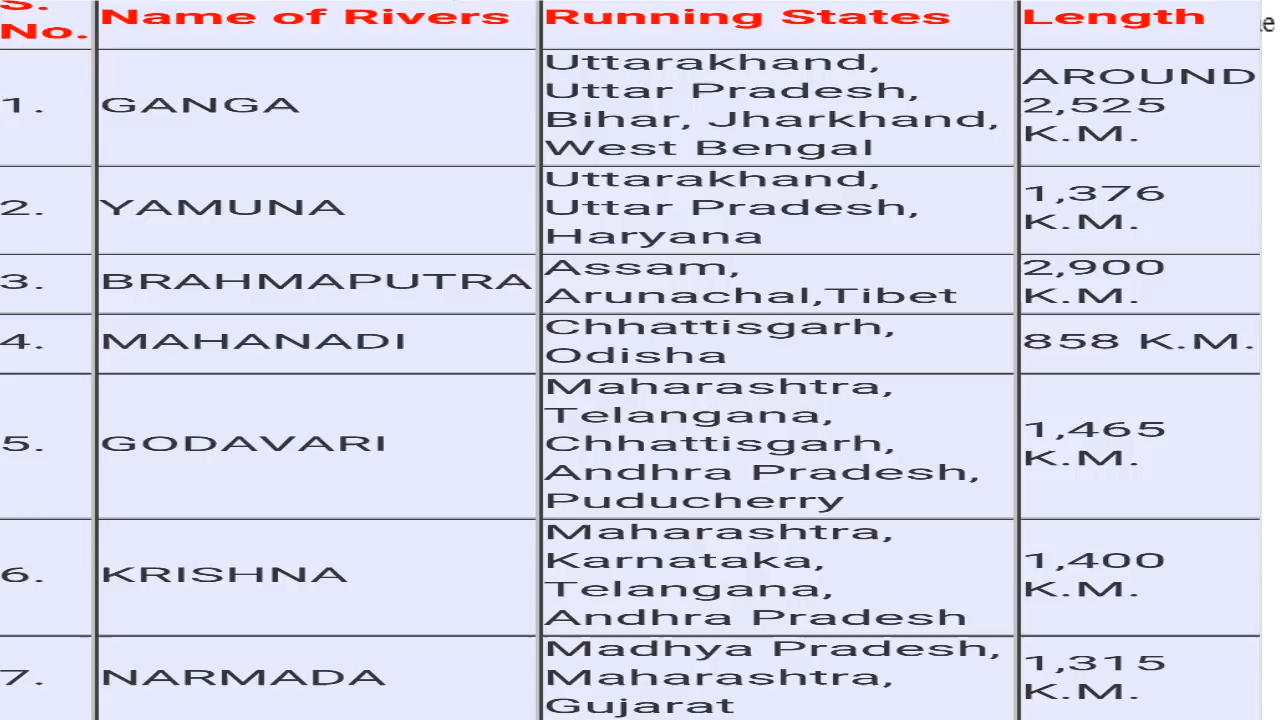 S. No. Name of Rivers Running States Length
1. GANGA Uttarakhand, Uttar Pradesh, Bihar, Jharkhand, West Bengal AROUND 2,525 K.M.
2. YAMUNA Uttarakhand, Uttar Pradesh, Haryana 1,376 K.M.
3. BRAHMAPUTRA Assam, Arunachal,Tibet 2,900 K.M.
4. MAHANADI Chhattisgarh, Odisha 858 K.M.
5. GODAVARI Maharashtra, Telangana, Chhattisgarh, Andhra Pradesh, Puducherry 1,465 K.M.
6. KRISHNA Maharashtra, Karnataka, Telangana, Andhra Pradesh 1,400 K.M.
7. NARMADA Madhya Pradesh, Maharashtra, Gujarat 1,315 K.M.